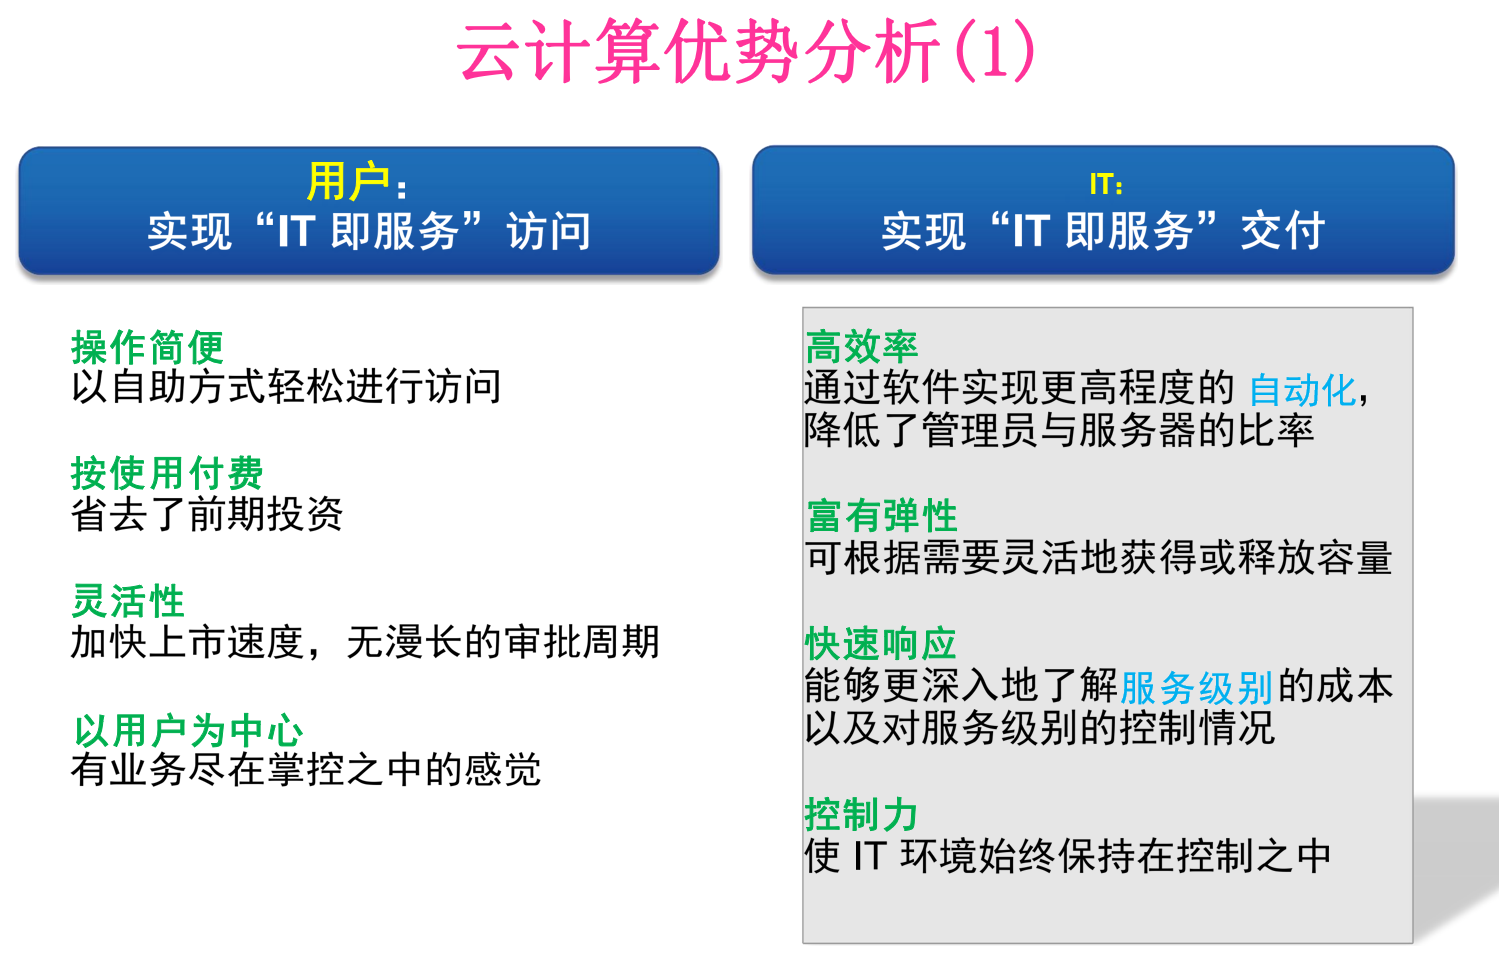 云计算优势分析(1)
用户：
实现“IT 即服务”访问
操作简便
以自助方式轻松进行访问
按使用付费
省去了前期投资
灵活性
加快上市速度，无漫长的审批周期
以用户为中心
有业务尽在掌控之中的感觉
IT：
实现“IT 即服务”交付
高效率
通过软件实现更高程度的 自动化，
降低了管理员与服务器的比率
富有弹性
可根据需要灵活地获得或释放容量
快速响应
能够更深入地了解服务级别的成本
以及对服务级别的控制情况
控制力
使 IT 环境始终保持在控制之中